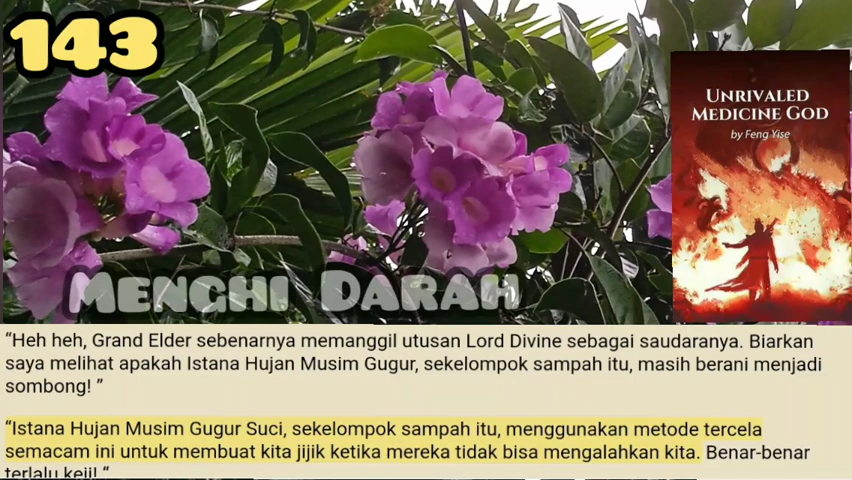 143
UNRIVALED
MEDICINE GOD
by Feng Yise
MENGHI DARAH
“Heh heh, Grand Elder sebenarnya memanggil utusan Lord Divine sebagai saudaranya. Biarkan
saya melihat apakah Istana Hujan Musim Gugur, sekelompok sampah itu, masih berani menjadi
sombong! ”
“Istana Hujan Musim Gugur Suci, sekelompok sampah itu, menggunakan metode tercela
semacam ini untuk membuat kita jijik ketika mereka tidak bisa mengalahkan kita. Benar-benar
terlalu keji! “